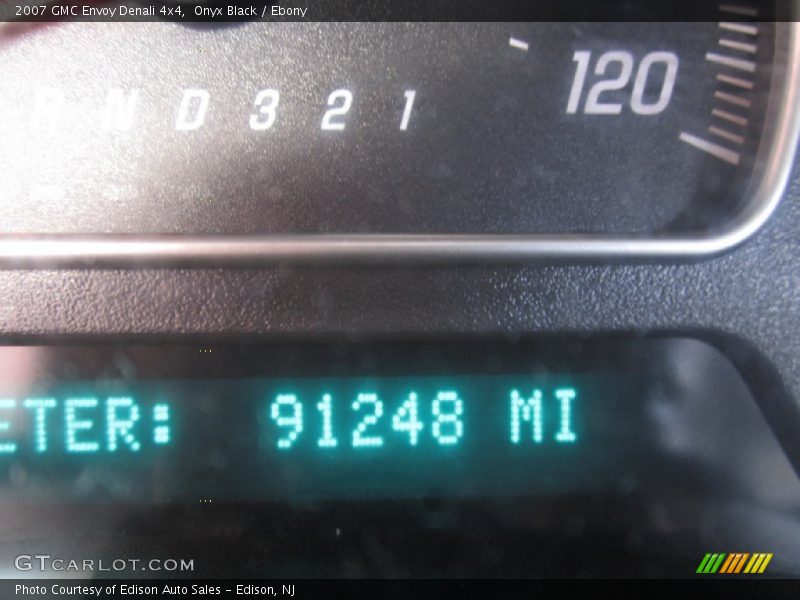 2007 GMC Envoy Denali 4x4, Onyx Black / Ebony
120
R N D 3 2 1
ETER: 91248 MI
GTCARLOT.COM
Photo Courtesy of Edison Auto Sales - Edison, NJ